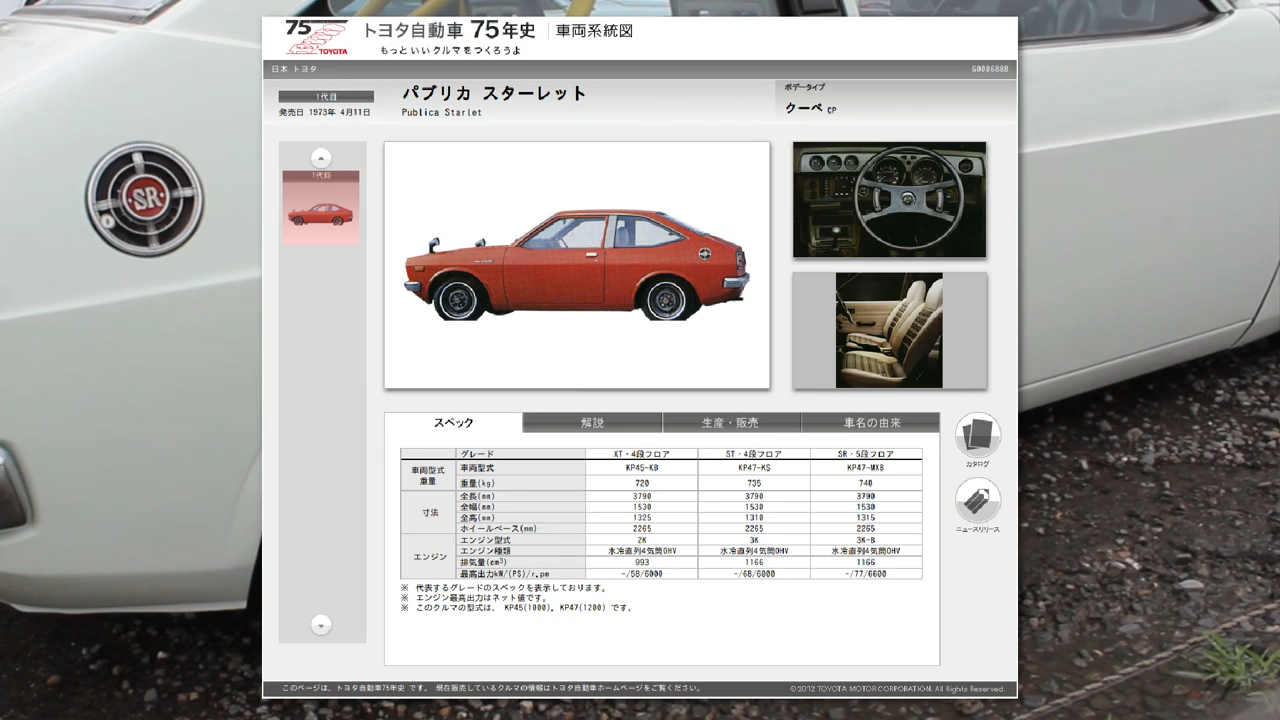 SR
75
TOYOTA
トヨタ自動車 75年史 車両系統図
もっといいクルマをつくろうよ
日本 トヨタ
60006888
1代目
発売日 1973年 4月11日
パブリカ スターレット
Publica Starlet
ボデータイプ
クーペ CP
1代目
スペック 解説 生産・販売 車名の由来
グレード XT・4段フロア ST・4段フロア SR・5段フロア
車両型式 重量 車両型式 KP45-KB KP47-KS KP47-MXB
重量(kg) 720 735 740
寸法 全長(mm) 3790 3790 3790
全幅(mm) 1530 1530 1530
全高(mm) 1325 1310 1315
ホイールベース(mm) 2265 2265 2265
エンジン エンジン型式 2K 3K 3K-B
エンジン種類 水冷直列4気筒OHV 水冷直列4気筒OHV 水冷直列4気筒OHV
排気量(cm³) 993 1166 1166
最高出力kW/(PS)/r.pm -/58/6000 -/68/6000 -/77/6600
※ 代表するグレードのスペックを表示しております。
※ エンジン最高出力はネット値です。
※ このクルマの型式は、 KP45(1000), KP47(1200) です。
カタログ
ニュースリリース
このページは、トヨタ自動車75年史 です。 現在販売しているクルマの情報はトヨタ自動車ホームページをご覧ください。
©2012 TOYOTA MOTOR CORPORATION. All Rights Reserved.